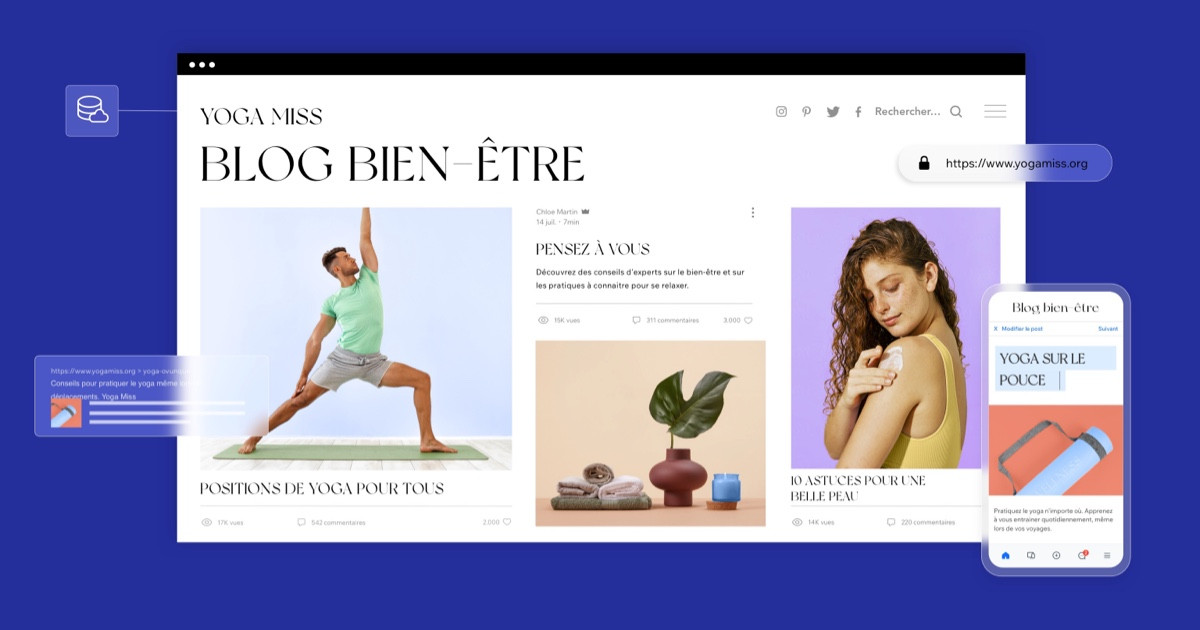 YOGA MISS
Rechercher...
BLOG BIEN-ÊTRE
https://www.yogamiss.org
Chloe Martin
14 juil. · 7min
PENSEZ À VOUS
Découvrez des conseils d'experts sur le bien-être et sur
les pratiques à connaitre pour se relaxer.
15K vues
311 commentaires
3.000
POSITIONS DE YOGA POUR TOUS
17K vues
542 commentaires
2.000
10 ASTUCES POUR UNE
BELLE PEAU
14K vues
220 commentaires
https://www.yogamiss.org > yoga-
Conseils pour pratiquer le yoga même
déplacements. Yoga Miss
Blog bien-être
X Modifier le post
Suivant
YOGA SUR LE
POUCE
Pratiquez le yoga n'importe où. Apprenez
à vous entrainer quotidiennement, même
lors de vos voyages.